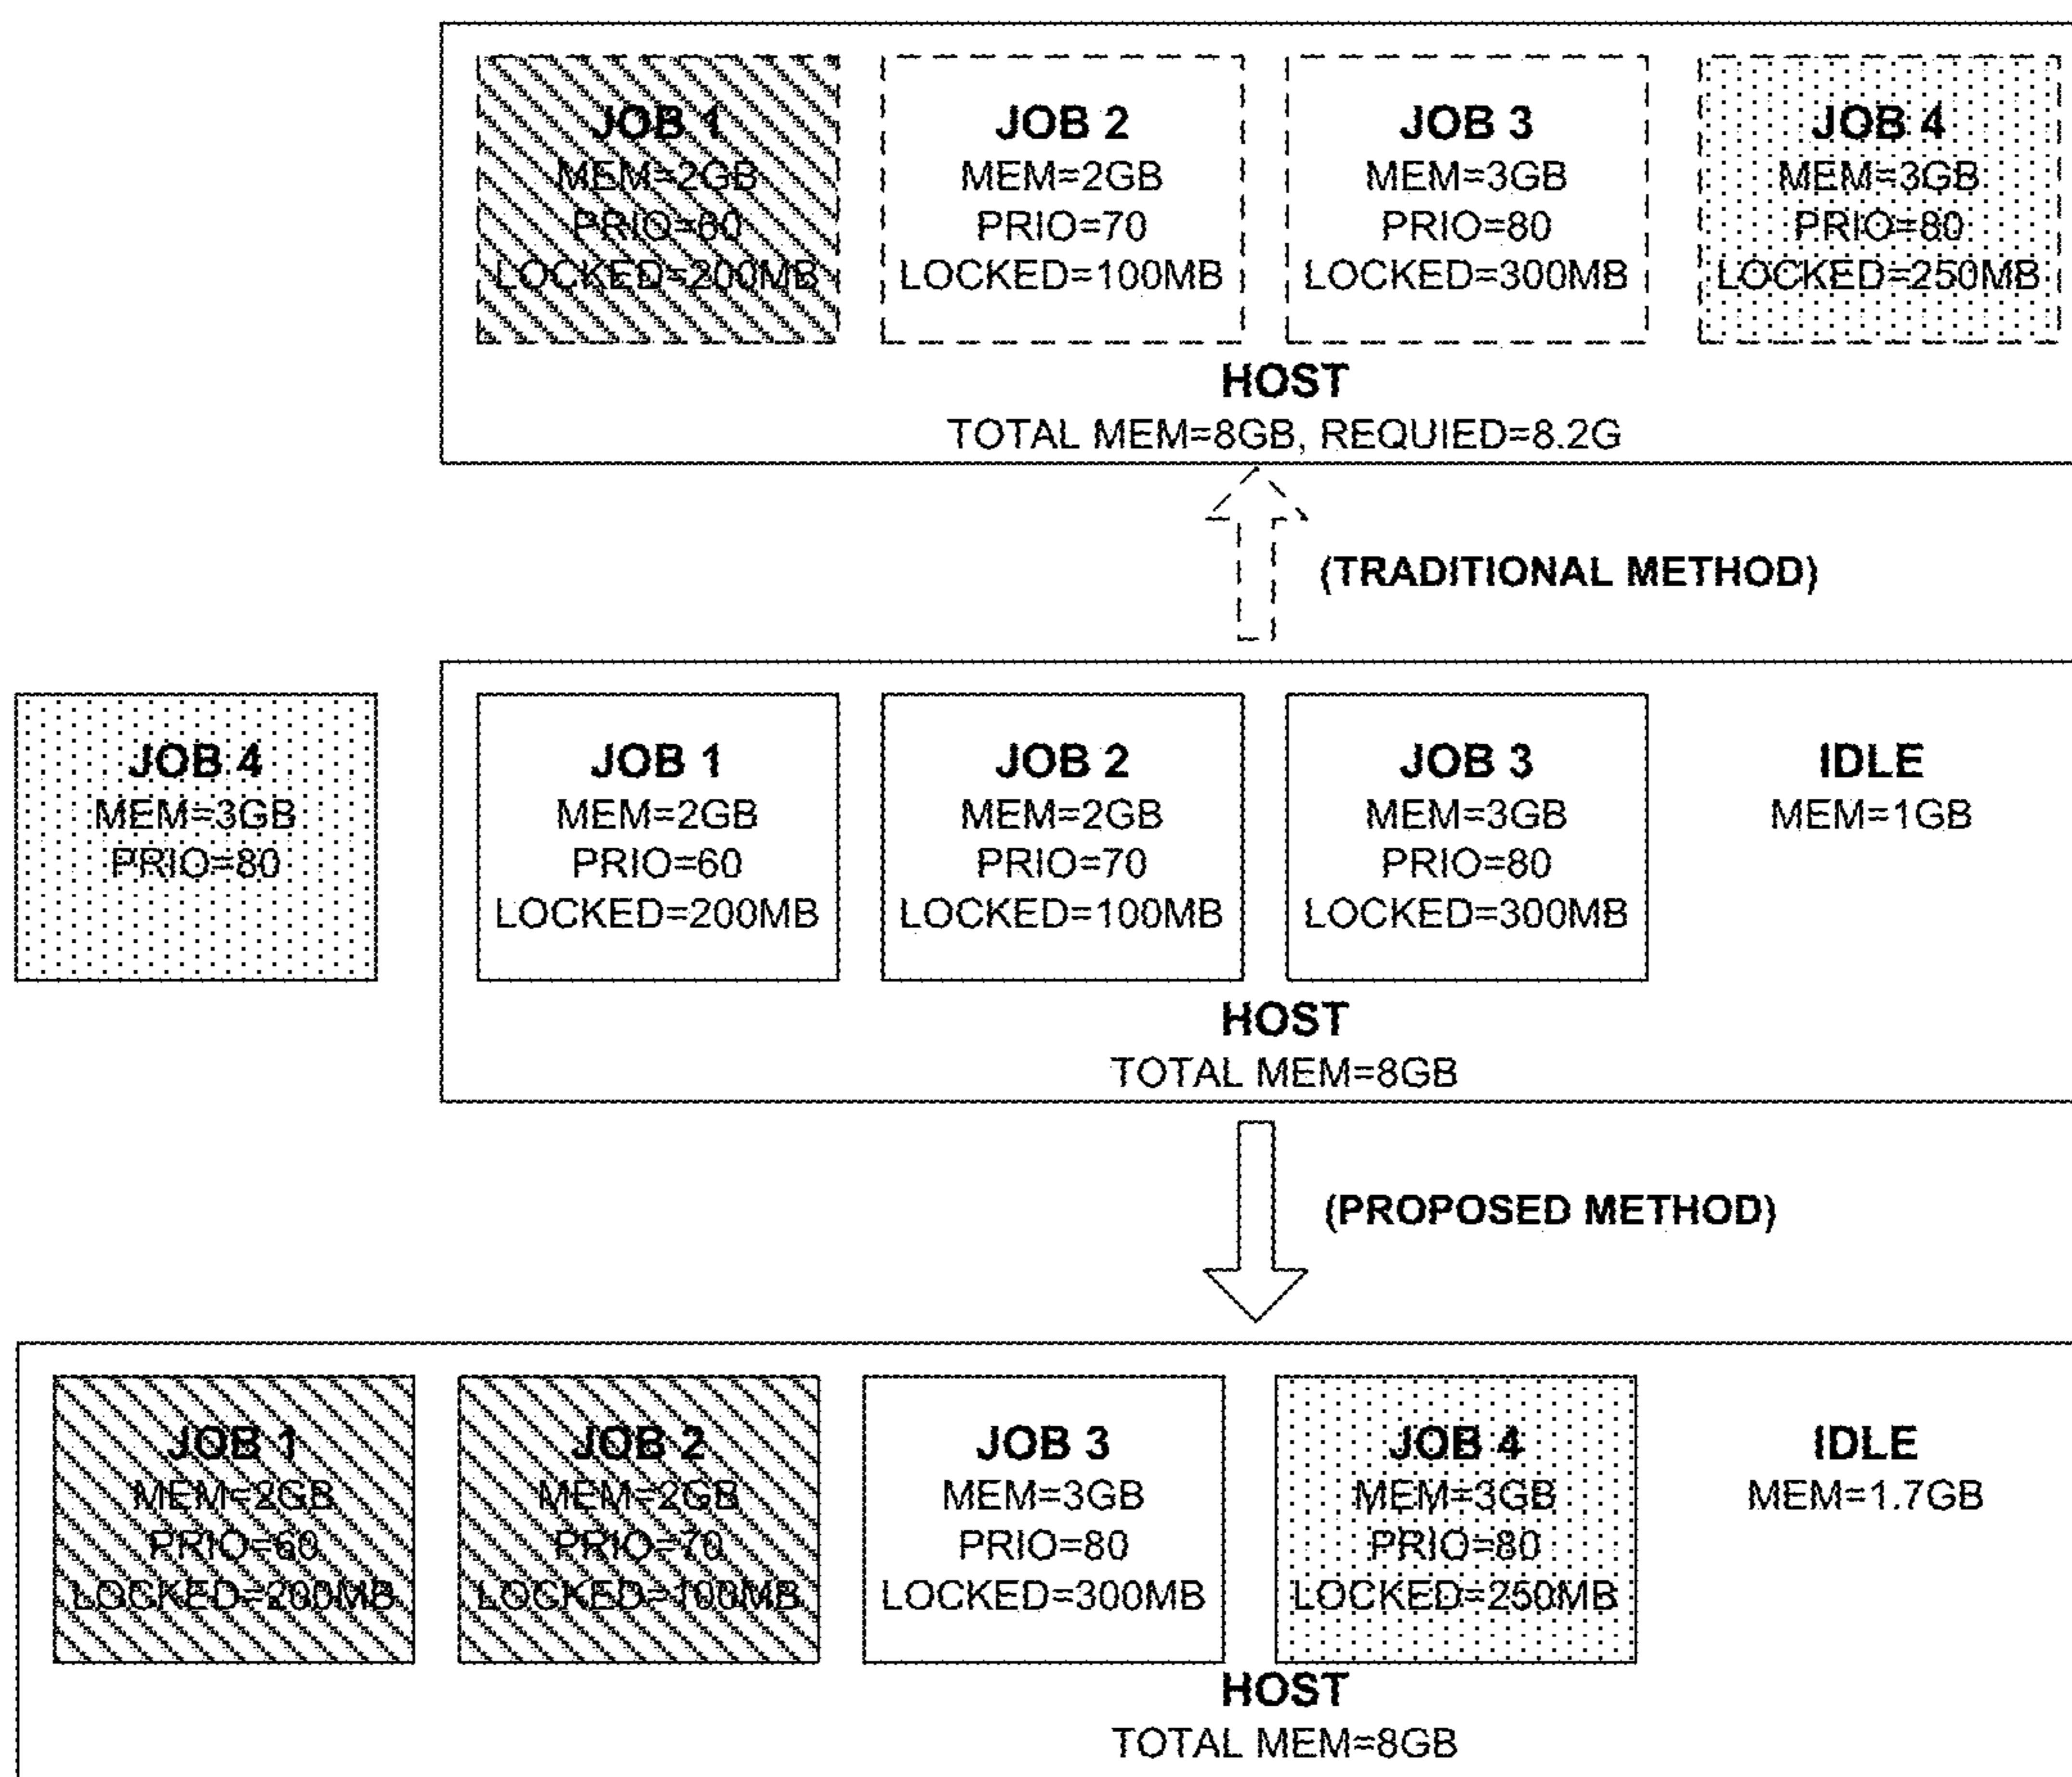 JOB 1
MEM=2GB
PRIO=60
LOCKED=200MB
JOB 2
MEM=2GB
PRIO=70
LOCKED=100MB
JOB 3
MEM=3GB
PRIO=80
LOCKED=300MB
JOB 4
MEM=3GB
PRIO=80
LOCKED=250MB
HOST
TOTAL MEM=8GB, REQUIED=8.2G
(TRADITIONAL METHOD)
JOB 4
MEM=3GB
PRIO=80
JOB 1
MEM=2GB
PRIO=60
LOCKED=200MB
JOB 2
MEM=2GB
PRIO=70
LOCKED=100MB
JOB 3
MEM=3GB
PRIO=80
LOCKED=300MB
IDLE
MEM=1GB
HOST
TOTAL MEM=8GB
(PROPOSED METHOD)
JOB 1
MEM=2GB
PRIO=60
LOCKED=200MB
JOB 2
MEM=2GB
PRIO=70
LOCKED=100MB
JOB 3
MEM=3GB
PRIO=80
LOCKED=300MB
JOB 4
MEM=3GB
PRIO=80
LOCKED=250MB
IDLE
MEM=1.7GB
HOST
TOTAL MEM=8GB